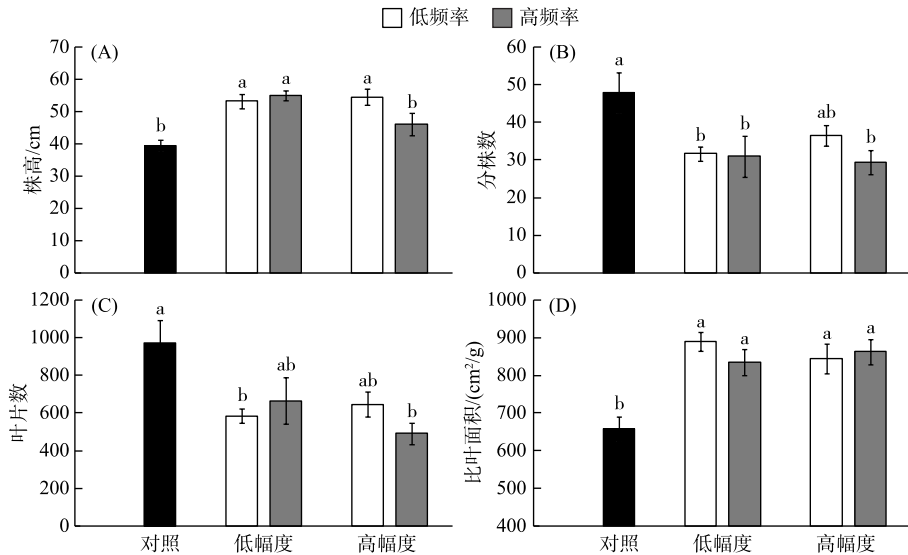 低频率 高频率
(A)
株高/cm
70
60
50
40
30
20
10
0
b
a
a
a
b
(B)
分株数
60
50
40
30
20
10
0
a
b
b
ab
b
(C)
叶片数
1200
1000
800
600
400
200
0
a
b
ab
ab
b
对照 低幅度 高幅度
(D)
比叶面积/(cm²/g)
1000
900
800
700
600
500
400
b
a
a
a
a
对照 低幅度 高幅度